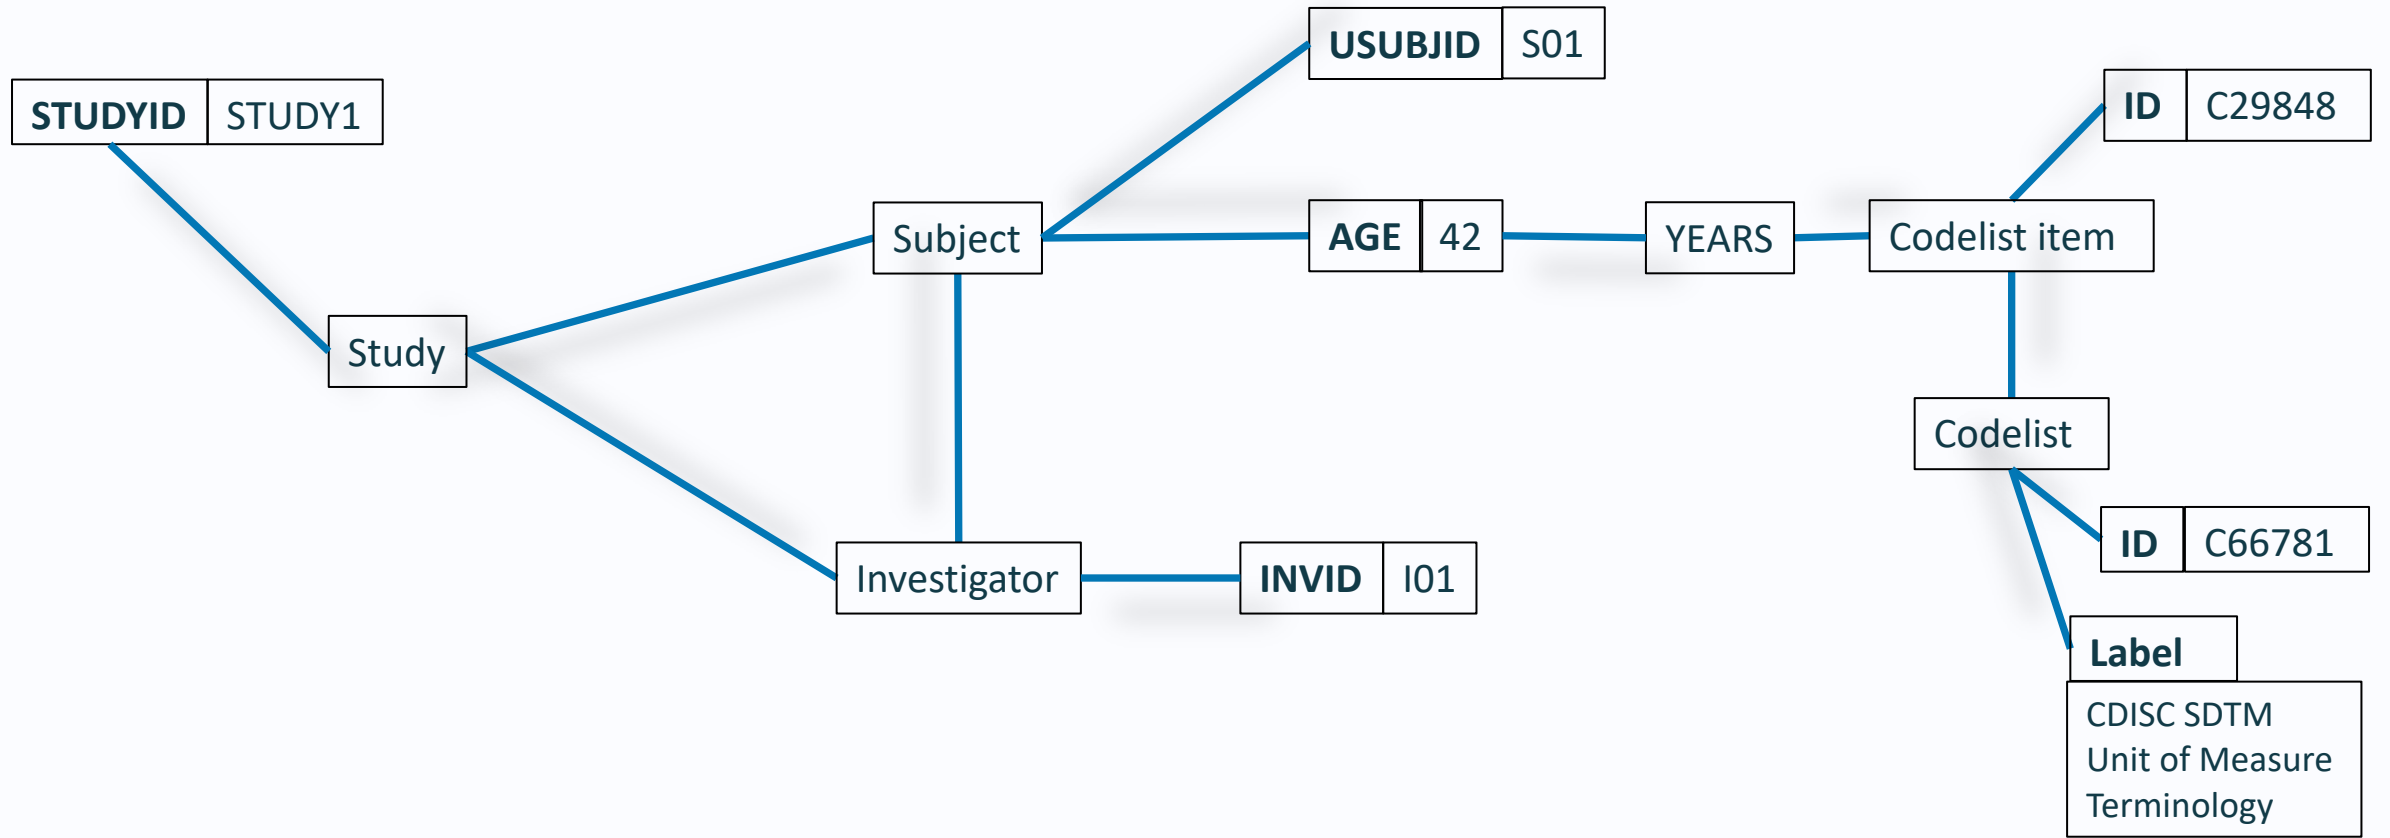 USUBJID S01
STUDYID STUDY1
ID C29848
Subject
AGE 42
YEARS
Codelist item
Study
Codelist
Investigator
INVID I01
ID C66781
Label
CDISC SDTM
Unit of Measure
Terminology